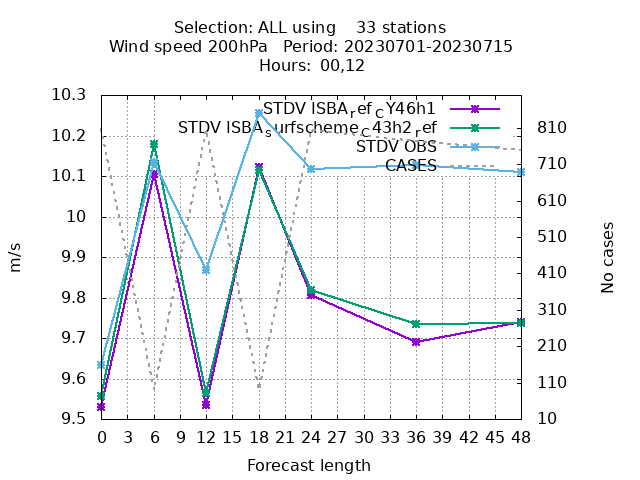 Selection: ALL using    33 stations
Wind speed 200hPa   Period: 20230701-20230715
Hours: 00,12
STDV ISBA_ref_CY46h1
STDV ISBA_surfscheme_C43h2_ref
STDV OBS
CASES
10.3
10.2
10.1
10
9.9
9.8
9.7
9.6
9.5
m/s
810
710
610
510
410
310
210
110
10
No cases
0 3 6 9 12 15 18 21 24 27 30 33 36 39 42 45 48
Forecast length